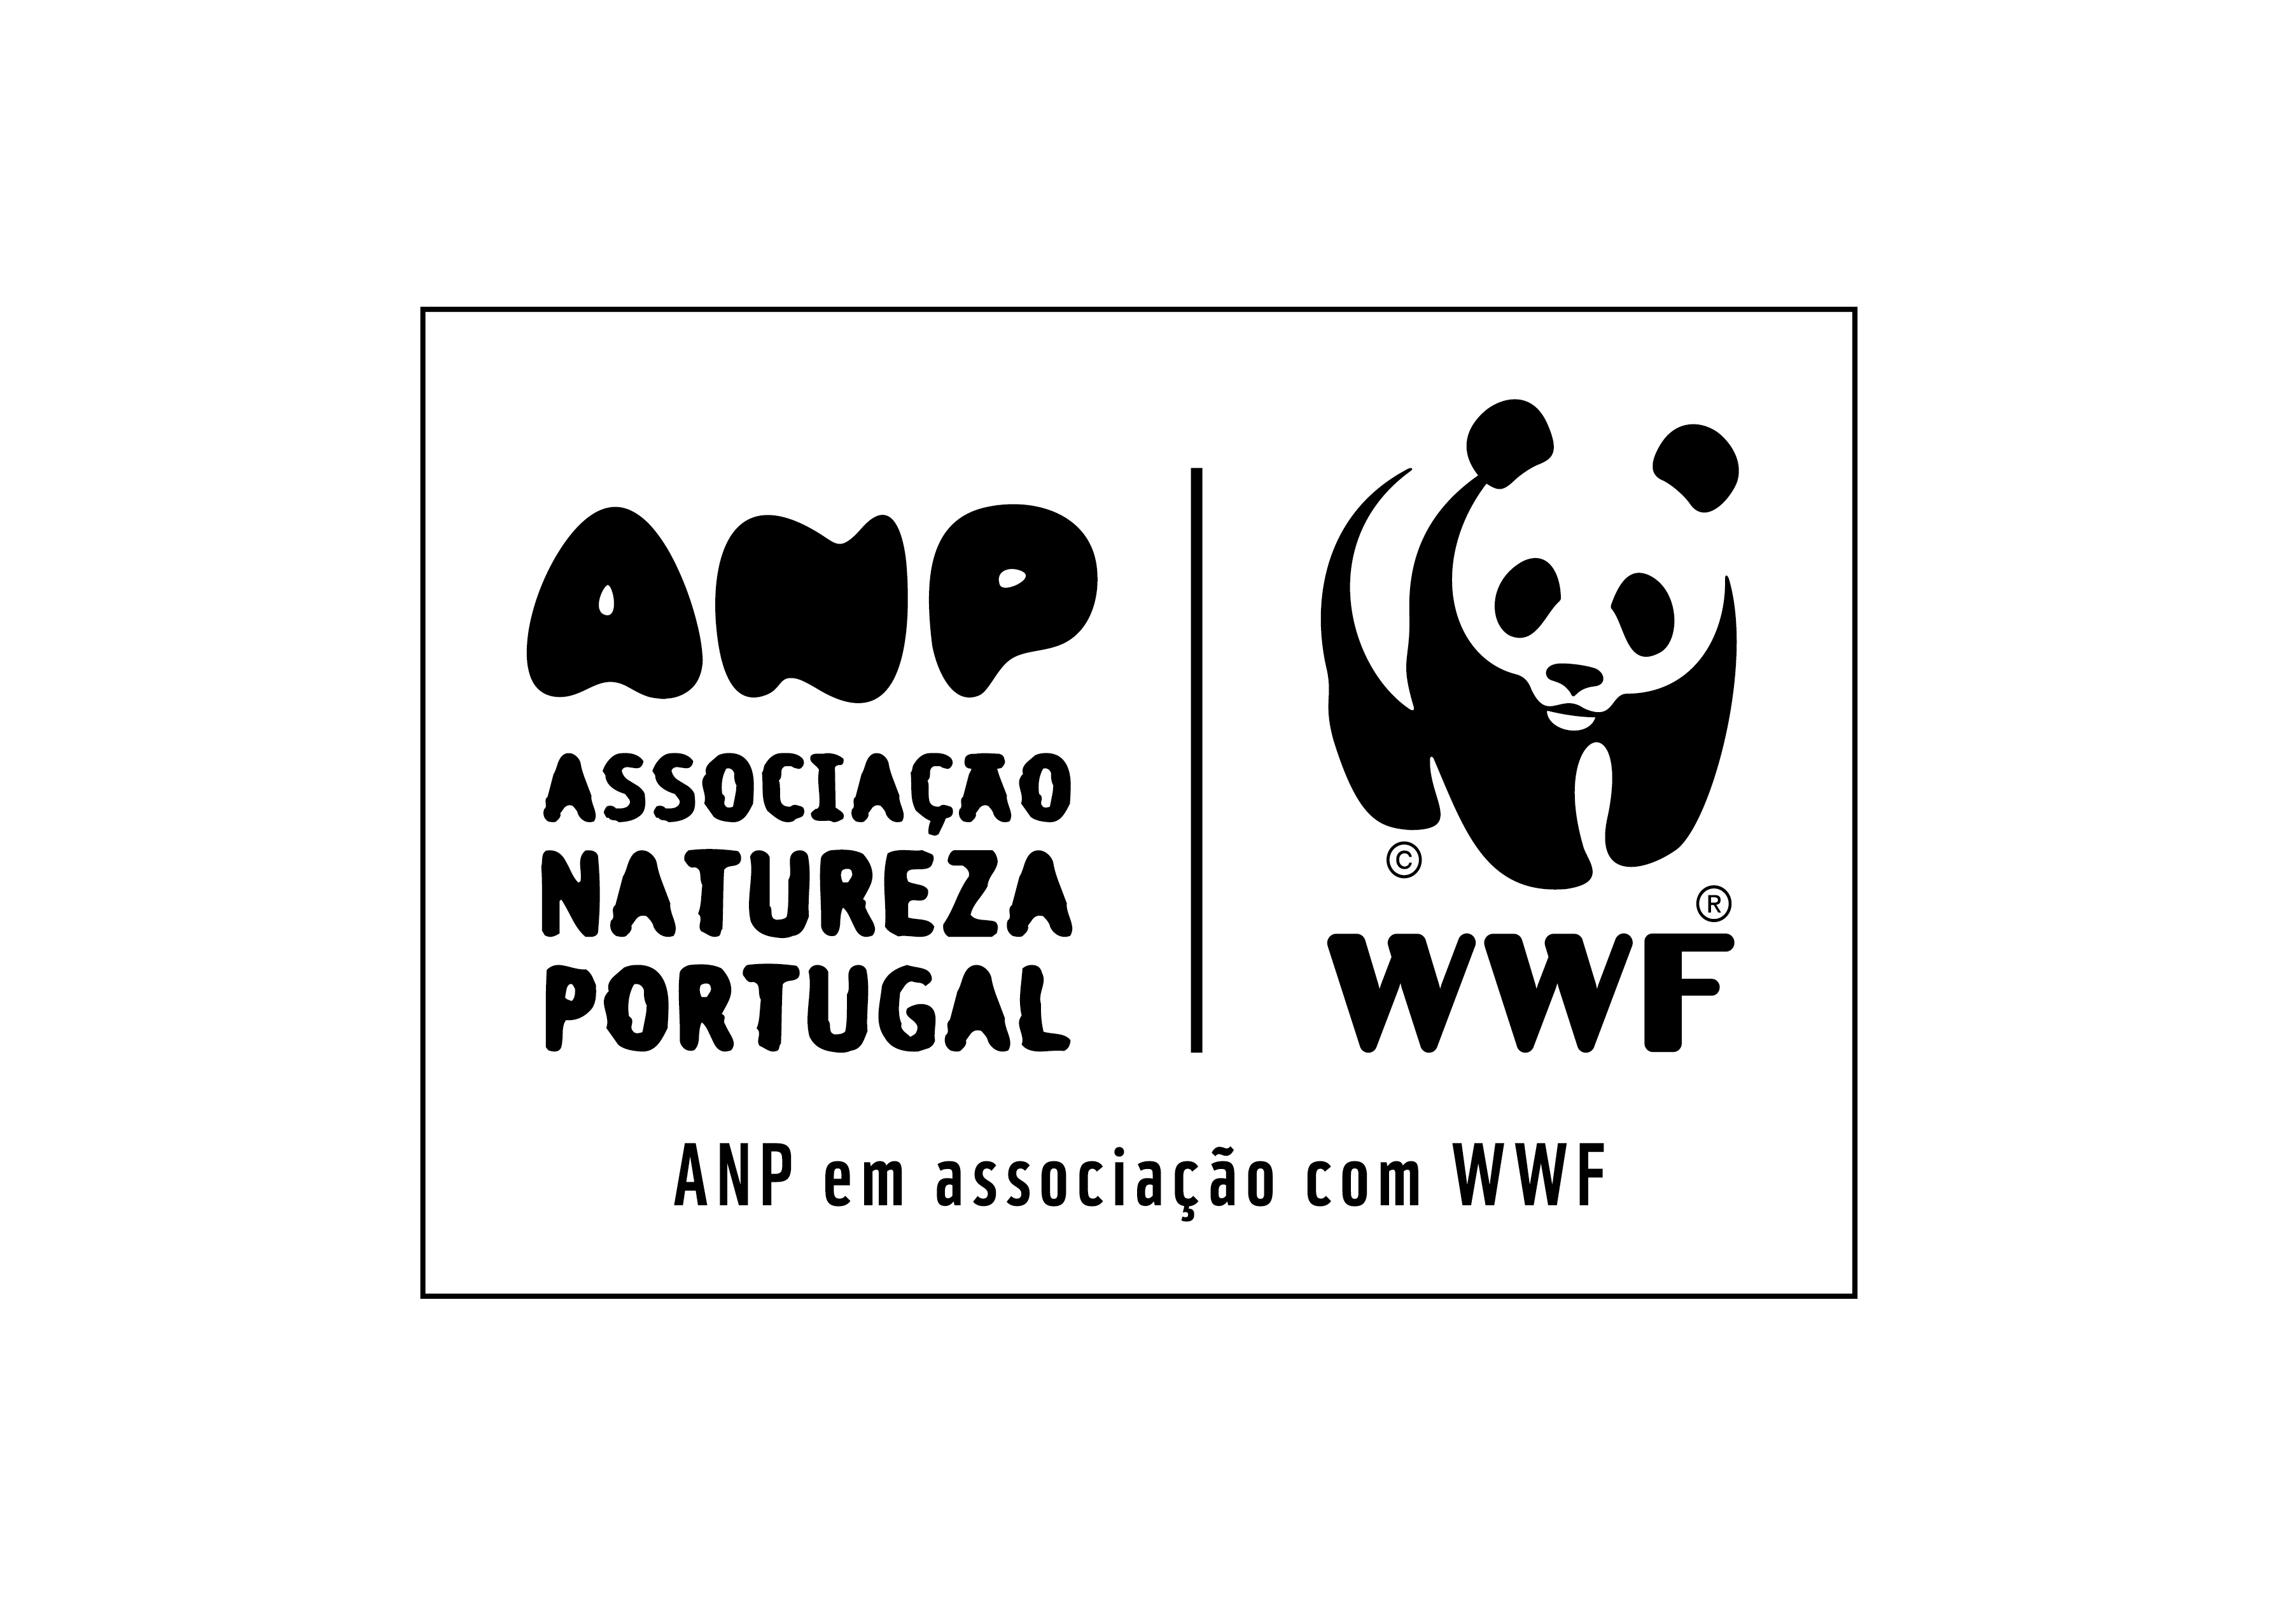 ANP
ASSOCIAÇÃO
NATUREZA
PORTUGAL
©
®
WWF
ANP em associação com WWF